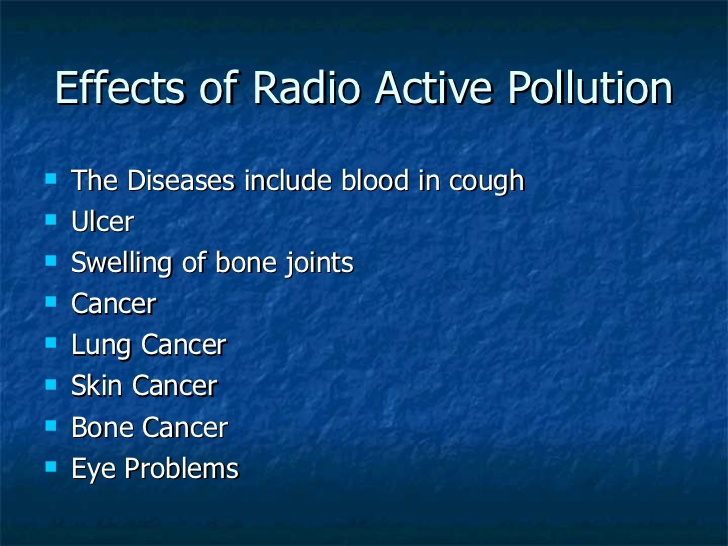 Effects of Radio Active Pollution
The Diseases include blood in cough
Ulcer
Swelling of bone joints
Cancer
Lung Cancer
Skin Cancer
Bone Cancer
Eye Problems